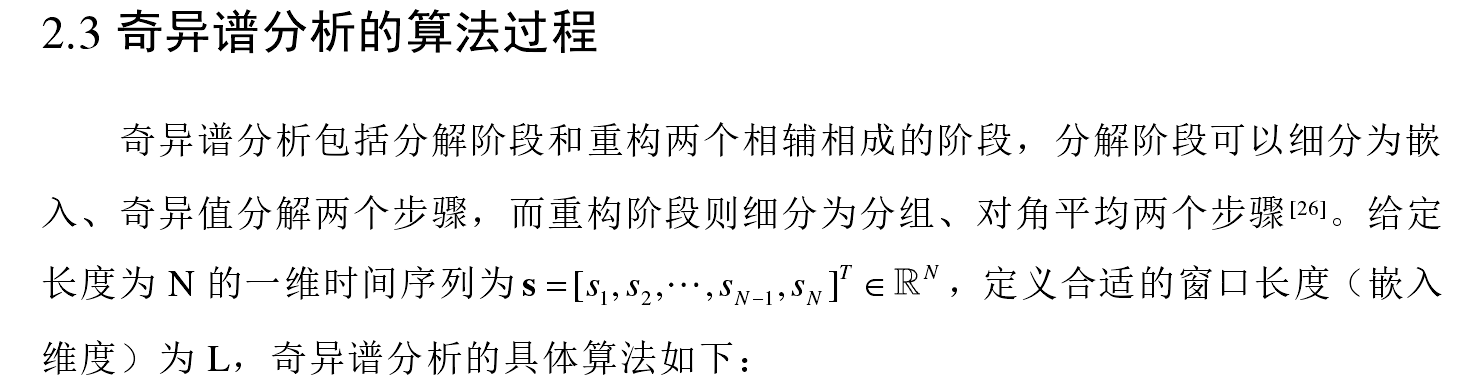 2.3 奇异谱分析的算法过程
奇异谱分析包括分解阶段和重构两个相辅相成的阶段，分解阶段可以细分为嵌
入、奇异值分解两个步骤，而重构阶段则细分为分组、对角平均两个步骤[26]。给定
长度为 N 的一维时间序列为 s = [s₁, s₂, ⋯, s_{N−1}, s_N]^T ∈ ℝ^N，定义合适的窗口长度（嵌入
维度）为 L，奇异谱分析的具体算法如下：